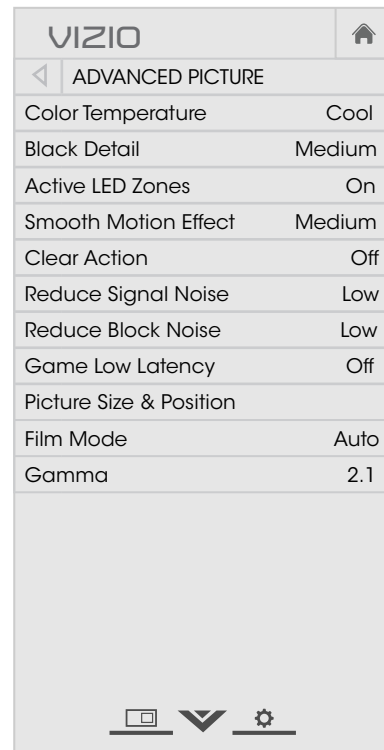 VIZIO
ADVANCED PICTURE
Color Temperature Cool
Black Detail Medium
Active LED Zones On
Smooth Motion Effect Medium
Clear Action Off
Reduce Signal Noise Low
Reduce Block Noise Low
Game Low Latency Off
Picture Size & Position
Film Mode Auto
Gamma 2.1